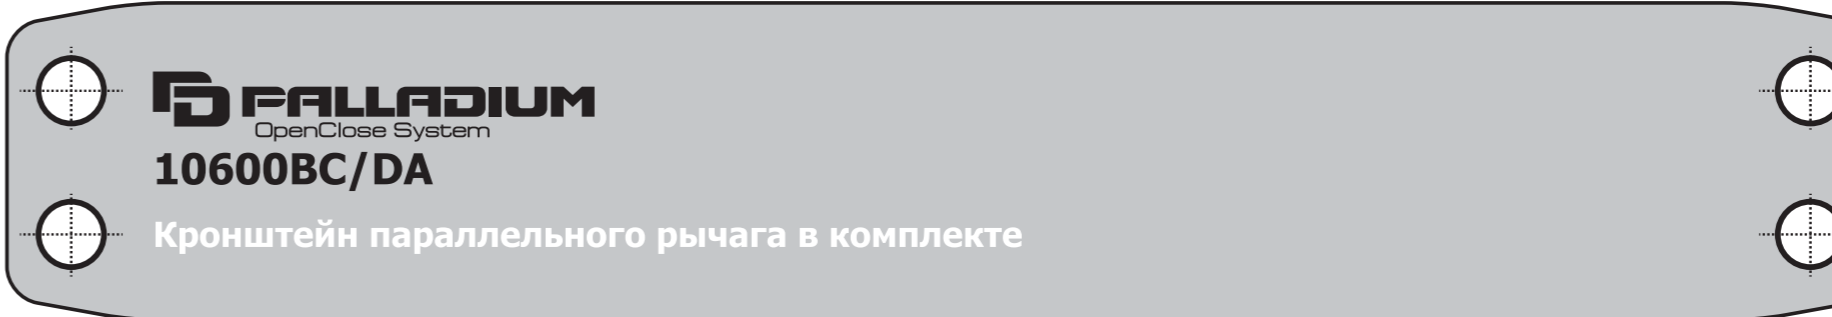 PALLADIUM
OpenClose System
10600BC/DA
Кронштейн параллельного рычага в комплекте